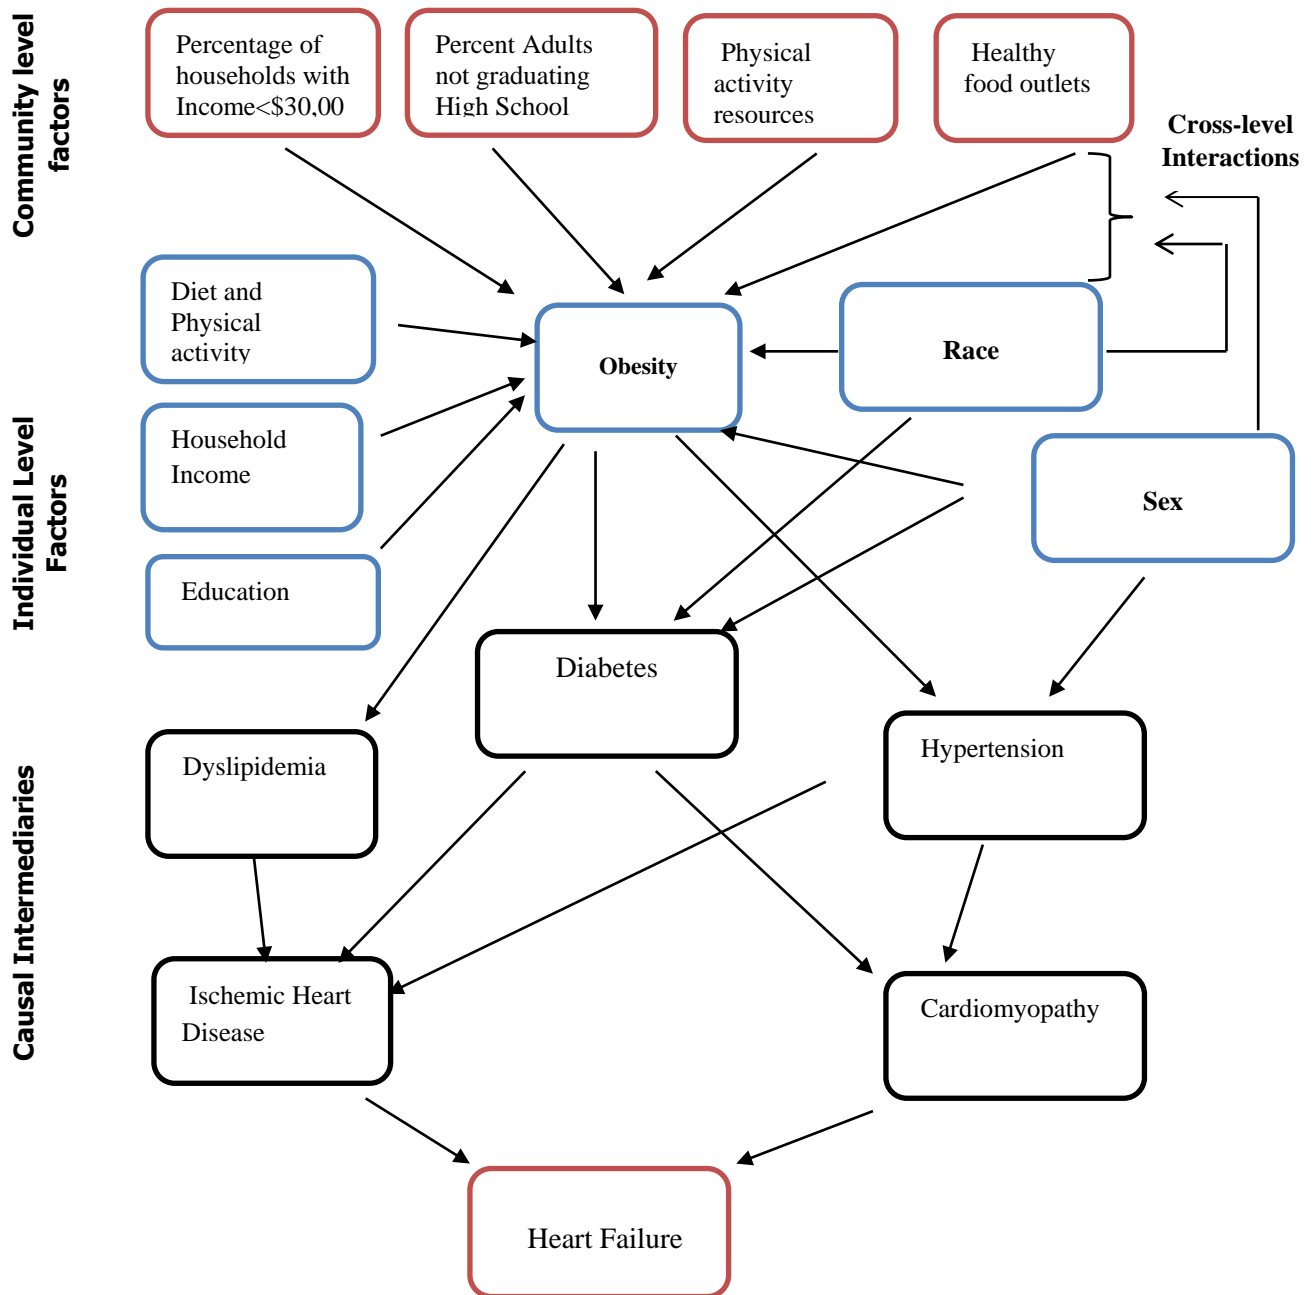 Community level
factors
Percentage of
households with
Income<$30,00
Percent Adults
not graduating
High School
Physical
activity
resources
Healthy
food outlets
Cross-level
Interactions
Individual Level
Factors
Diet and
Physical
activity
Household
Income
Education
Obesity
Race
Sex
Causal Intermediaries
Diabetes
Dyslipidemia
Hypertension
Ischemic Heart
Disease
Cardiomyopathy
Heart Failure